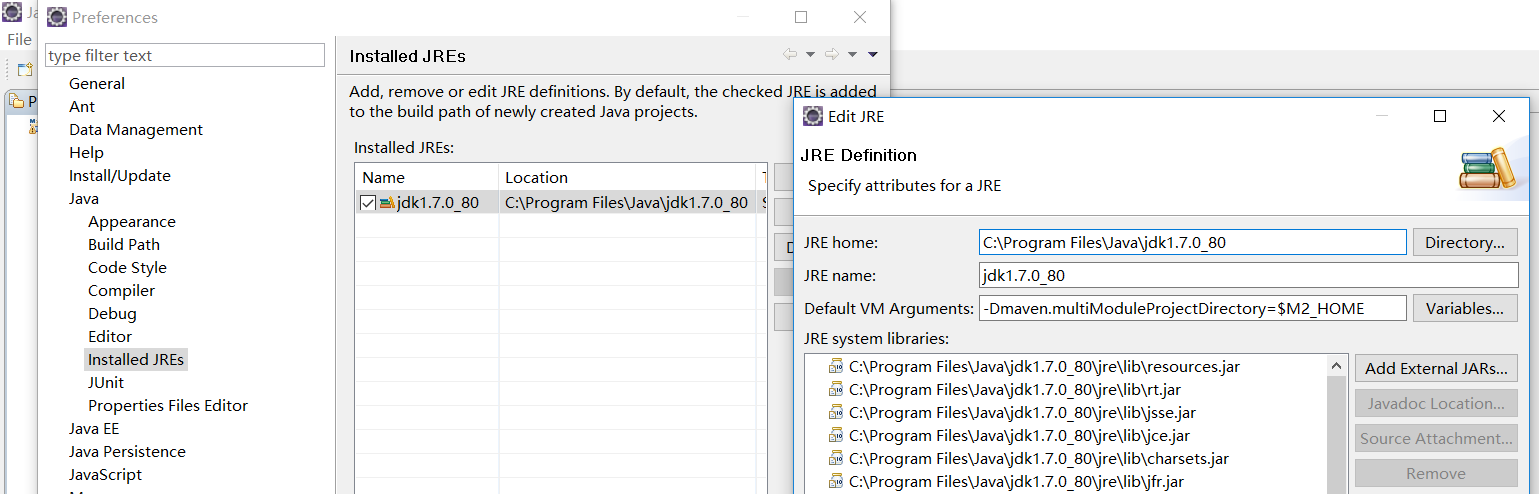 Ja
File
P
Preferences
type filter text
General
Ant
Data Management
Help
Install/Update
Java
Appearance
Build Path
Code Style
Compiler
Debug
Editor
Installed JREs
JUnit
Properties Files Editor
Java EE
Java Persistence
JavaScript
Installed JREs
Add, remove or edit JRE definitions. By default, the checked JRE is added
to the build path of newly created Java projects.
Installed JREs:
Name Location
jdk1.7.0_80 C:\Program Files\Java\jdk1.7.0_80
Edit JRE
JRE Definition
Specify attributes for a JRE
JRE home: C:\Program Files\Java\jdk1.7.0_80 Directory...
JRE name: jdk1.7.0_80
Default VM Arguments: -Dmaven.multiModuleProjectDirectory=$M2_HOME Variables...
JRE system libraries:
C:\Program Files\Java\jdk1.7.0_80\jre\lib\resources.jar
C:\Program Files\Java\jdk1.7.0_80\jre\lib\rt.jar
C:\Program Files\Java\jdk1.7.0_80\jre\lib\jsse.jar
C:\Program Files\Java\jdk1.7.0_80\jre\lib\jce.jar
C:\Program Files\Java\jdk1.7.0_80\jre\lib\charsets.jar
C:\Program Files\Java\jdk1.7.0_80\jre\lib\jfr.jar
Add External JARs...
Javadoc Location...
Source Attachment...
Remove